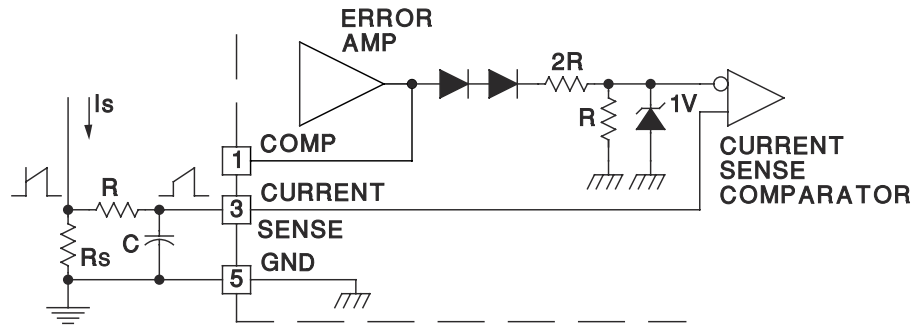 ERROR
AMP
2R
R
1V
Is
1
COMP
CURRENT
SENSE
COMPARATOR
R
3
CURRENT
SENSE
C
Rs
5
GND